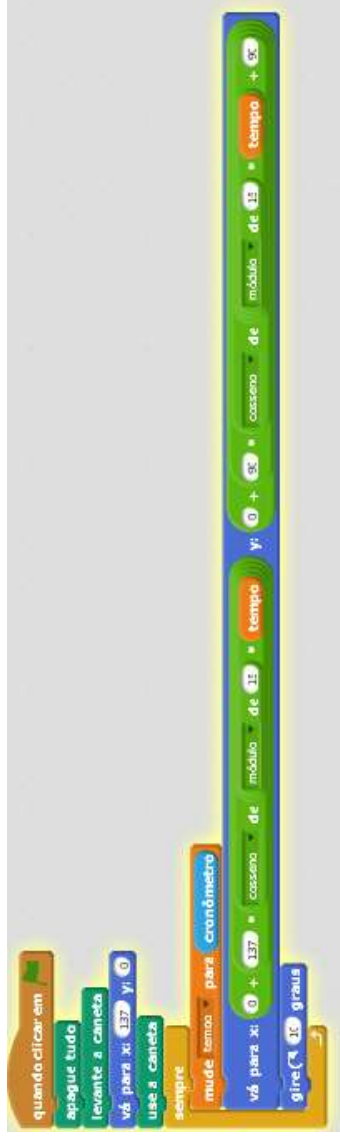 quando clicar em
apague tudo
levante a caneta
vá para x: 137 y: 0
use a caneta
sempre
mude tempo para cronômetro
vá para x: 0 + 137 * cosseno de módulo de 15 * tempo y: 0 + 90 * cosseno de módulo de 15 * tempo + 90
gire 10 graus